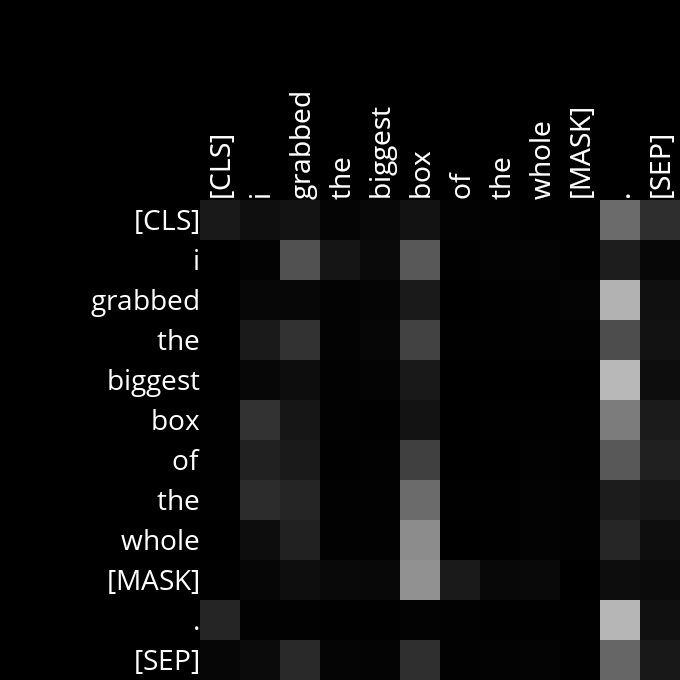 [CLS] i grabbed the biggest box of the whole [MASK] . [SEP]
[CLS]
i
grabbed
the
biggest
box
of
the
whole
[MASK]
.
[SEP]